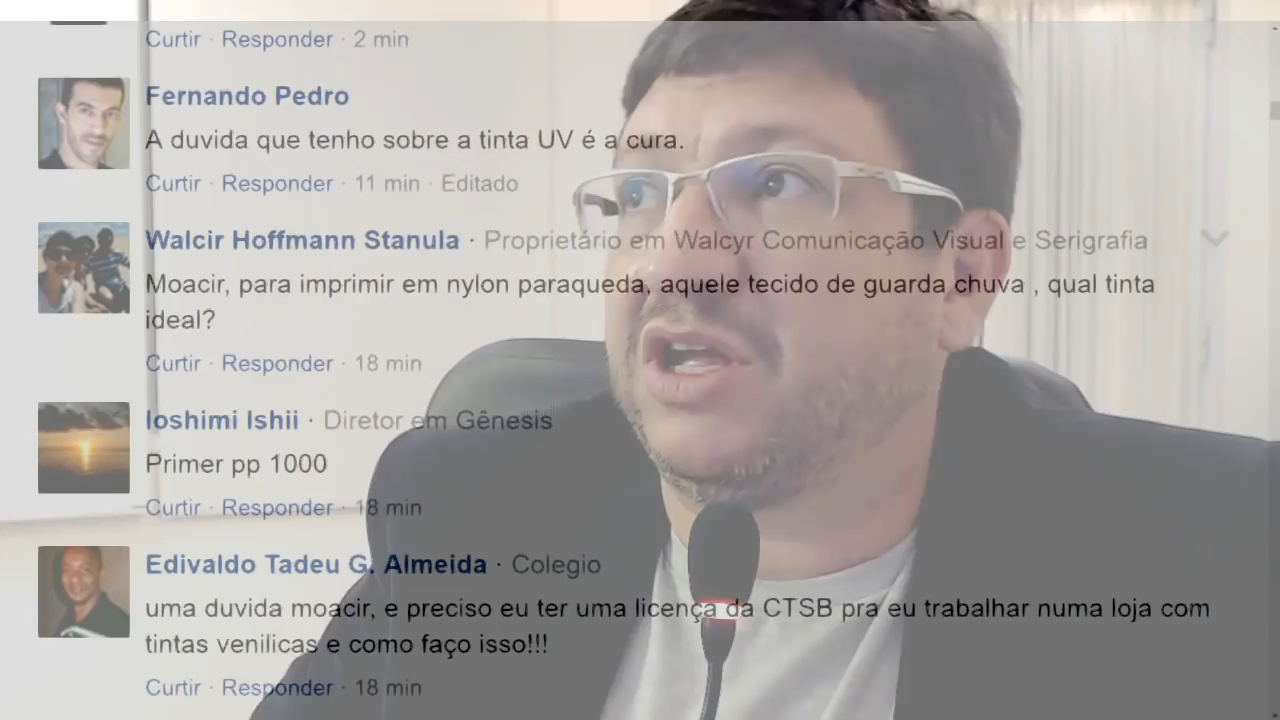 Curtir · Responder · 2 min
Fernando Pedro
A duvida que tenho sobre a tinta UV é a cura.
Curtir · Responder · 11 min · Editado
Walcir Hoffmann Stanula · Proprietário em Walcyr Comunicação Visual e Serigrafia
Moacir, para imprimir em nylon paraqueda, aquele tecido de guarda chuva , qual tinta
ideal?
Curtir · Responder · 18 min
Ioshimi Ishii · Diretor em Gênesis
Primer pp 1000
Curtir · Responder · 18 min
Edivaldo Tadeu G. Almeida · Colegio
uma duvida moacir, e preciso eu ter uma licença da CTSB pra eu trabalhar numa loja com
tintas venilicas e como faço isso!!!
Curtir · Responder · 18 min